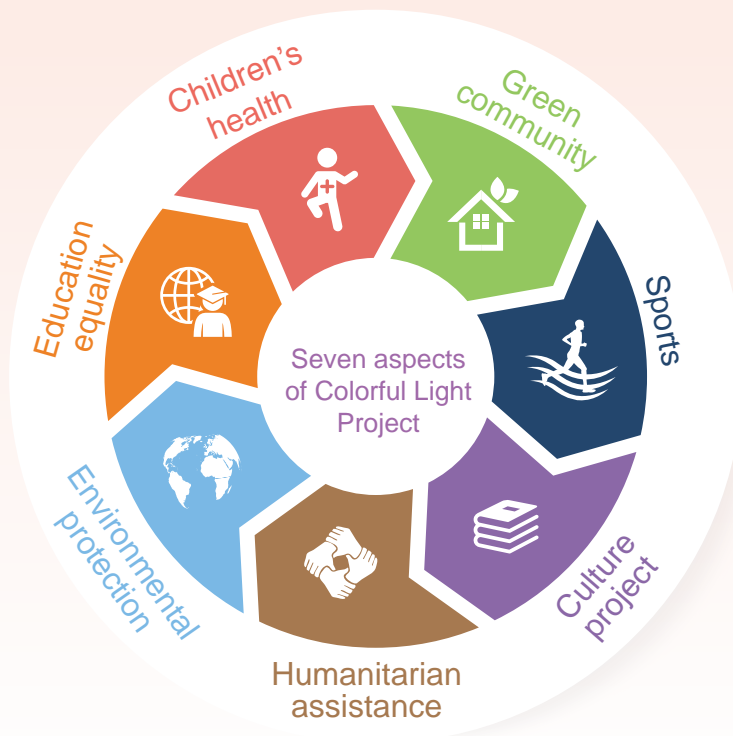 Children’s
health
Green
community
Sports
Culture
project
Humanitarian
assistance
Environmental
protection
Education
equality
Seven aspects
of Colorful Light
Project